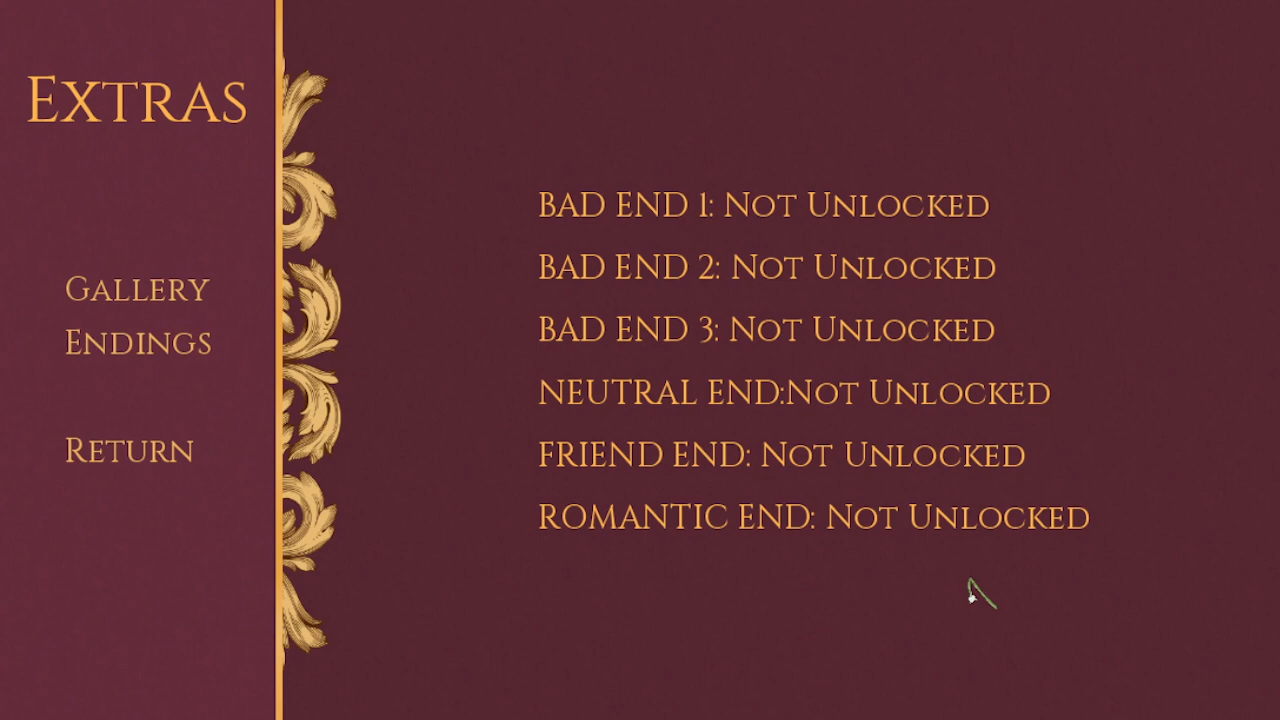 Extras
Gallery
Endings
Return
BAD END 1: Not Unlocked
BAD END 2: Not Unlocked
BAD END 3: Not Unlocked
NEUTRAL END:Not Unlocked
FRIEND END: Not Unlocked
ROMANTIC END: Not Unlocked